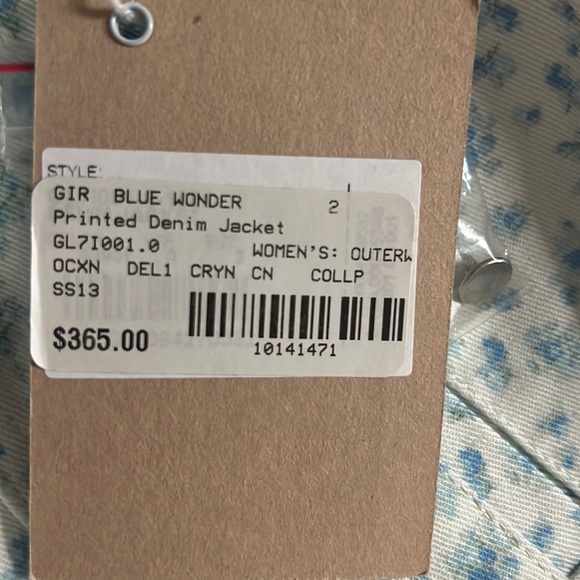 STYLE:
GIR BLUE WONDER 2
Printed Denim Jacket
GL7I001.0 WOMEN'S: OUTERW
OCXN DEL1 CRYN CN COLLP
SS13
$365.00
10141471